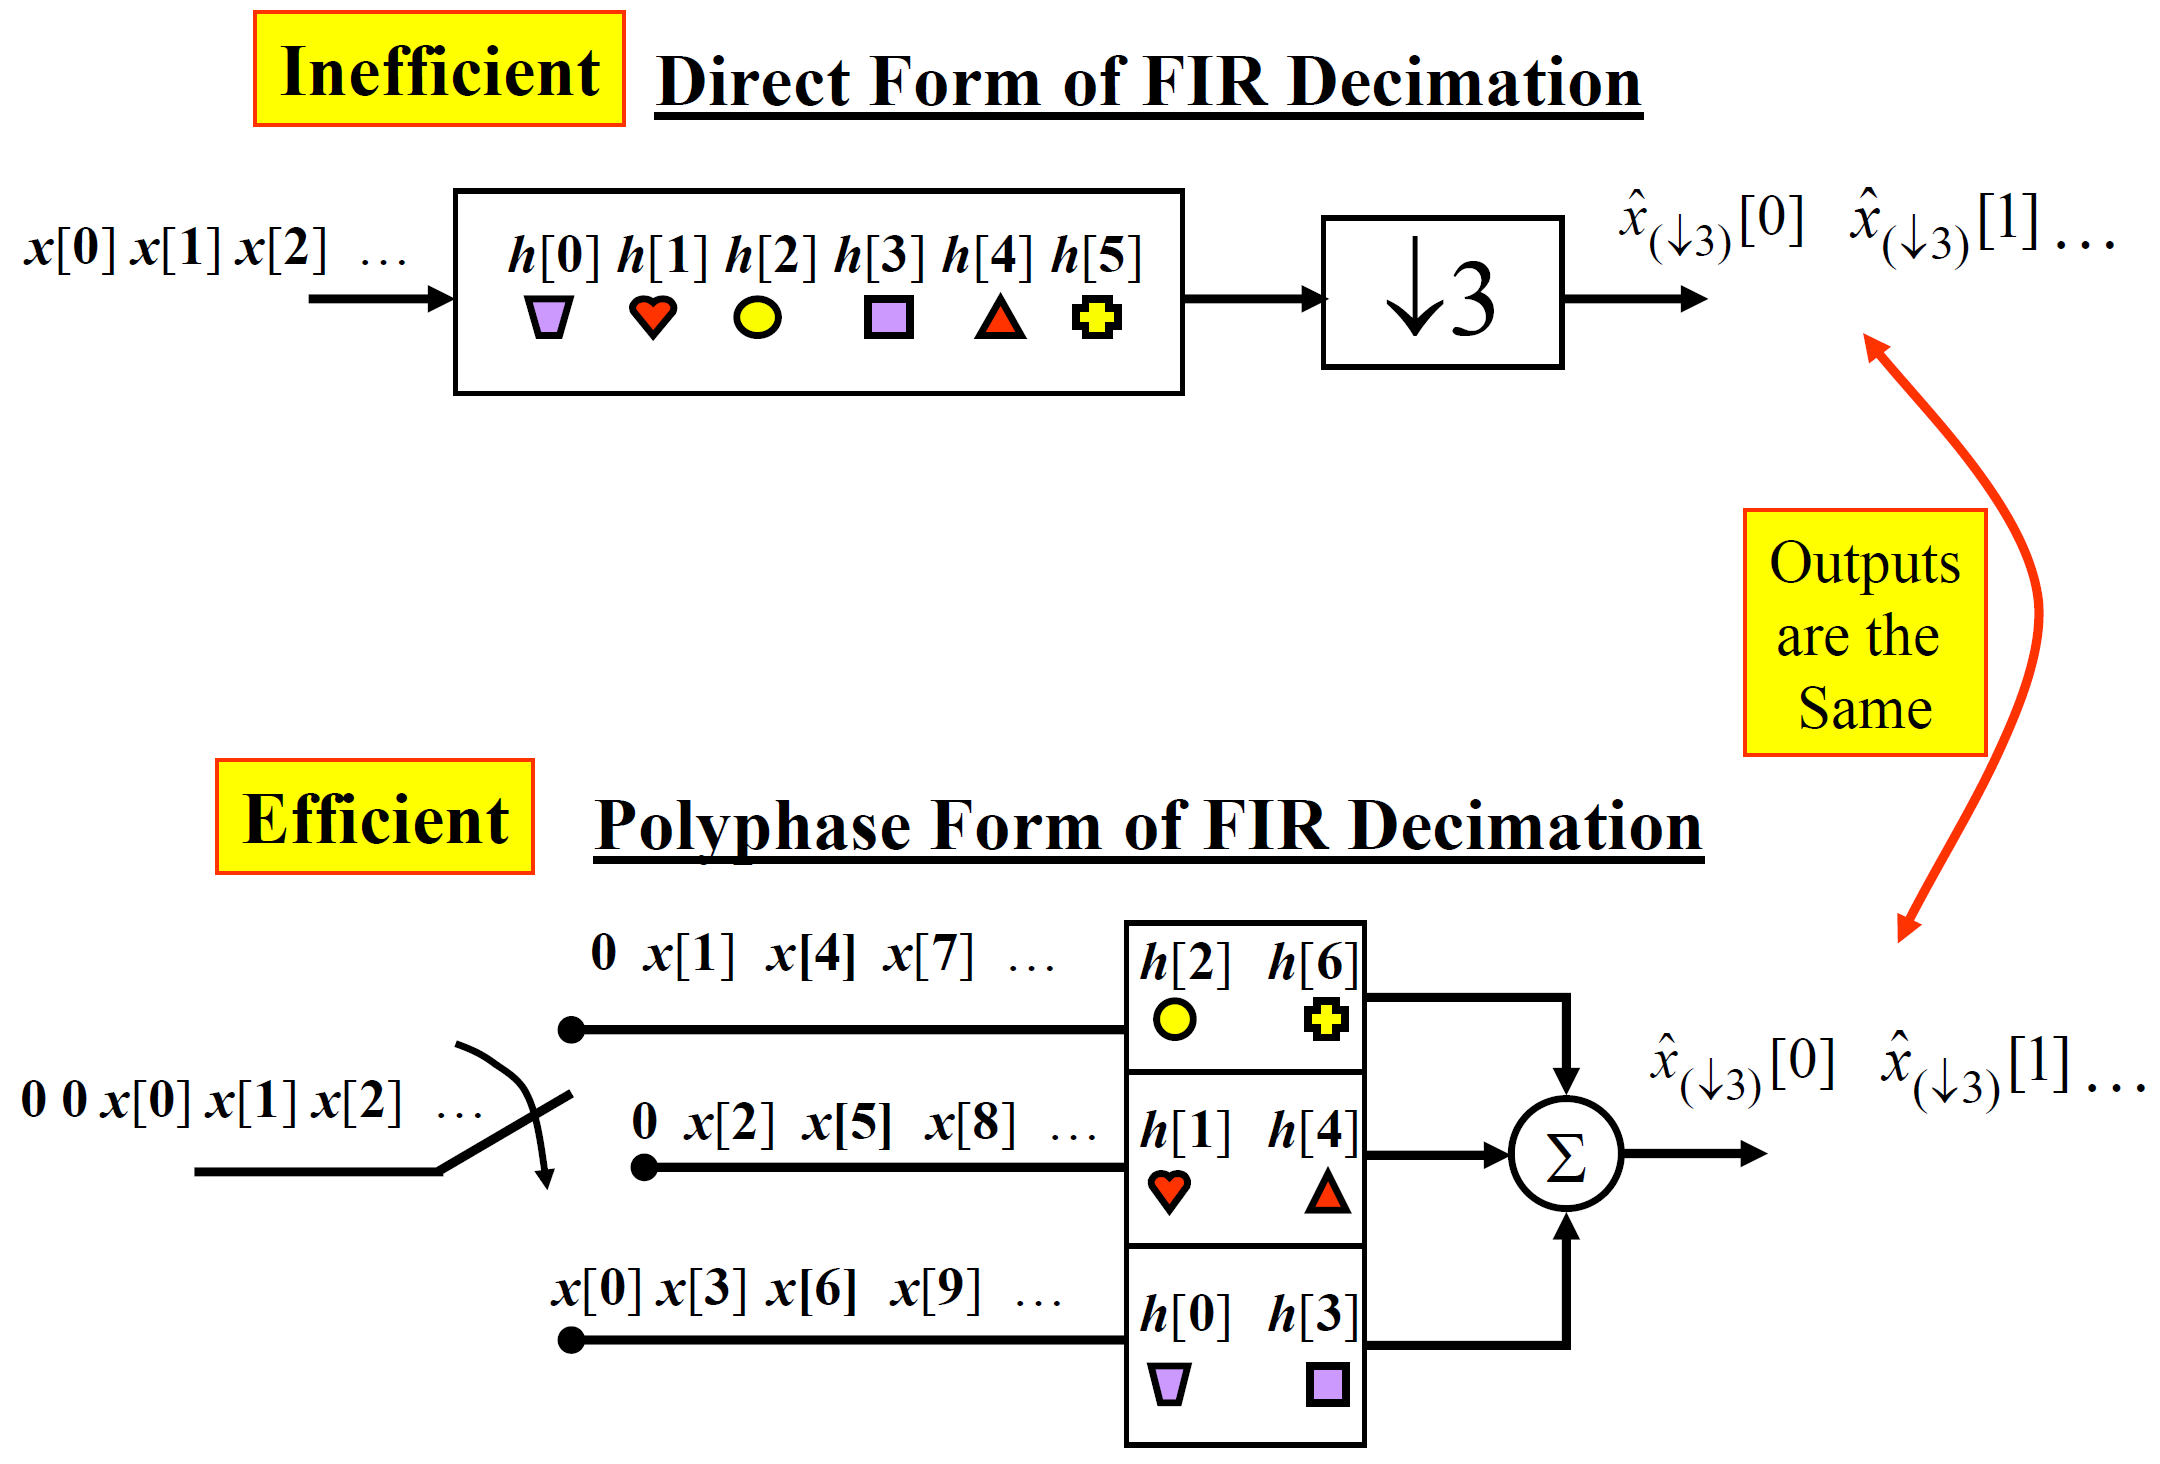 Inefficient Direct Form of FIR Decimation
x[0] x[1] x[2] …
h[0] h[1] h[2] h[3] h[4] h[5]
↓3
x̂(↓3)[0] x̂(↓3)[1] …
Outputs
are the
Same
Efficient Polyphase Form of FIR Decimation
0 x[1] x[4] x[7] …
h[2] h[6]
0 0 x[0] x[1] x[2] …
0 x[2] x[5] x[8] …
h[1] h[4]
Σ
x̂(↓3)[0] x̂(↓3)[1] …
x[0] x[3] x[6] x[9] …
h[0] h[3]